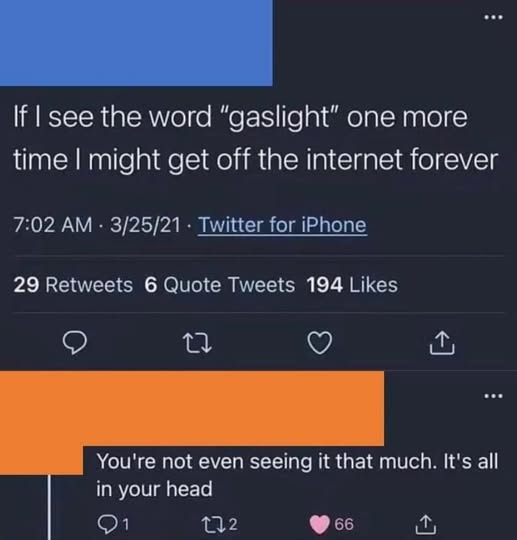 If I see the word “gaslight” one more
time I might get off the internet forever
7:02 AM · 3/25/21 · Twitter for iPhone
29 Retweets 6 Quote Tweets 194 Likes
You're not even seeing it that much. It's all
in your head
1 2 66